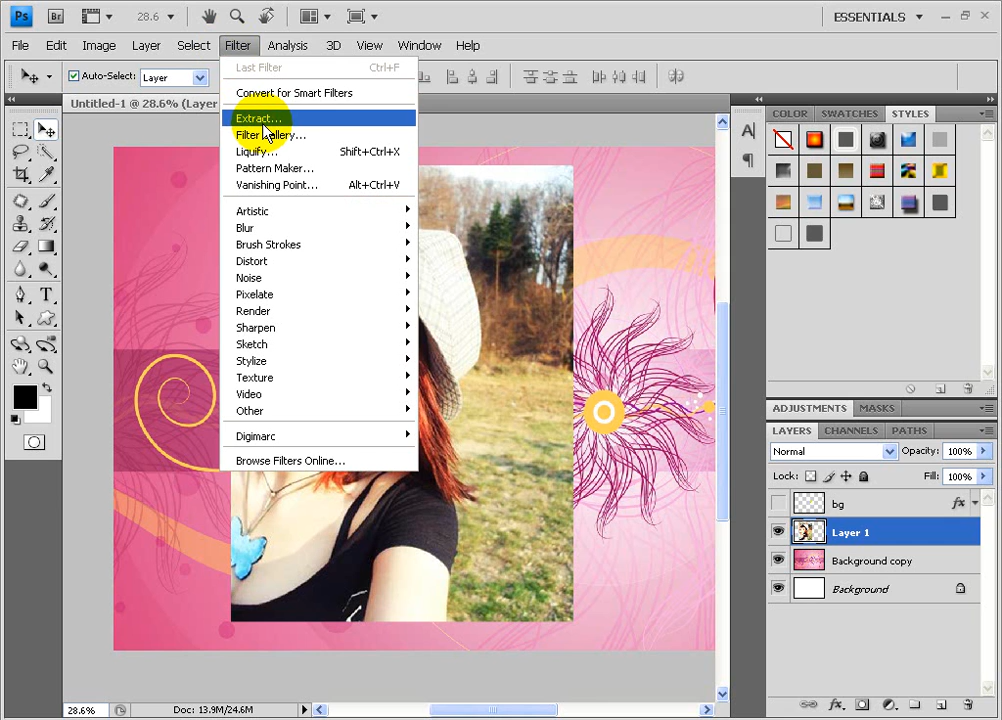 Ps Br 28.6 ESSENTIALS
File Edit Image Layer Select Filter Analysis 3D View Window Help
Auto-Select: Layer
Untitled-1 @ 28.6% (Layer
Last Filter Ctrl+F
Convert for Smart Filters
Extract...
Filter Gallery...
Liquify... Shift+Ctrl+X
Pattern Maker...
Vanishing Point... Alt+Ctrl+V
Artistic
Blur
Brush Strokes
Distort
Noise
Pixelate
Render
Sharpen
Sketch
Stylize
Texture
Video
Other
Digimarc
Browse Filters Online...
COLOR SWATCHES STYLES
ADJUSTMENTS MASKS
LAYERS CHANNELS PATHS
Normal Opacity: 100%
Lock: Fill: 100%
bg fx
Layer 1
Background copy
Background
28.6% Doc: 13.9M/24.6M
fx